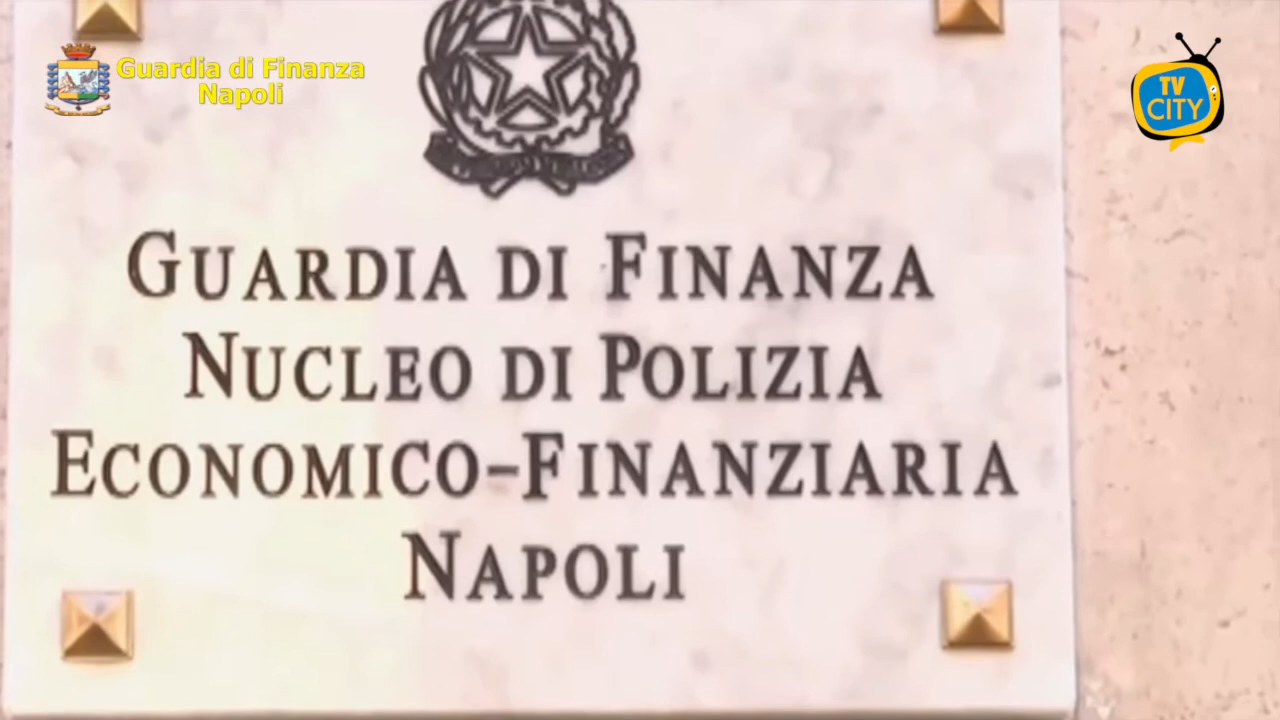 Guardia di Finanza
Napoli
TV
CITY
GUARDIA DI FINANZA
NUCLEO DI POLIZIA
ECONOMICO-FINANZIARIA
NAPOLI